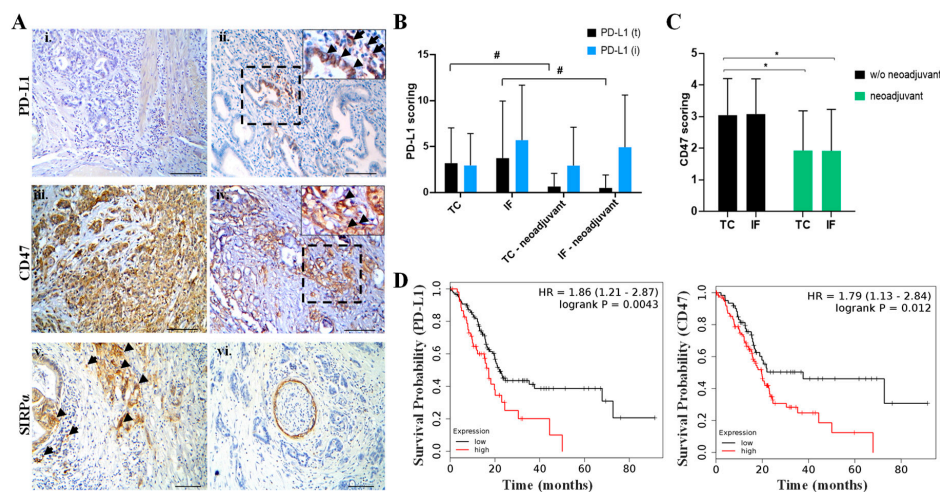 A
B
C
D
PD-L1
CD47
SIRPα
i.
ii.
iii.
iv.
v.
vi.
PD-L1 (t)
PD-L1 (i)
PD-L1 scoring
15
10
5
0
#
#
TC
IF
TC - neoadjuvant
IF - neoadjuvant
CD47 scoring
5
4
3
2
1
0
*
*
TC IF TC IF
w/o neoadjuvant
neoadjuvant
Survival Probability (PD-L1)
1.0
0.8
0.6
0.4
0.2
0.0
HR = 1.86 (1.21 - 2.87)
logrank P = 0.0043
Expression
low
high
0 20 40 60 80
Time (months)
Survival Probability (CD47)
1.0
0.8
0.6
0.4
0.2
0.0
HR = 1.79 (1.13 - 2.84)
logrank P = 0.012
Expression
low
high
0 20 40 60 80
Time (months)